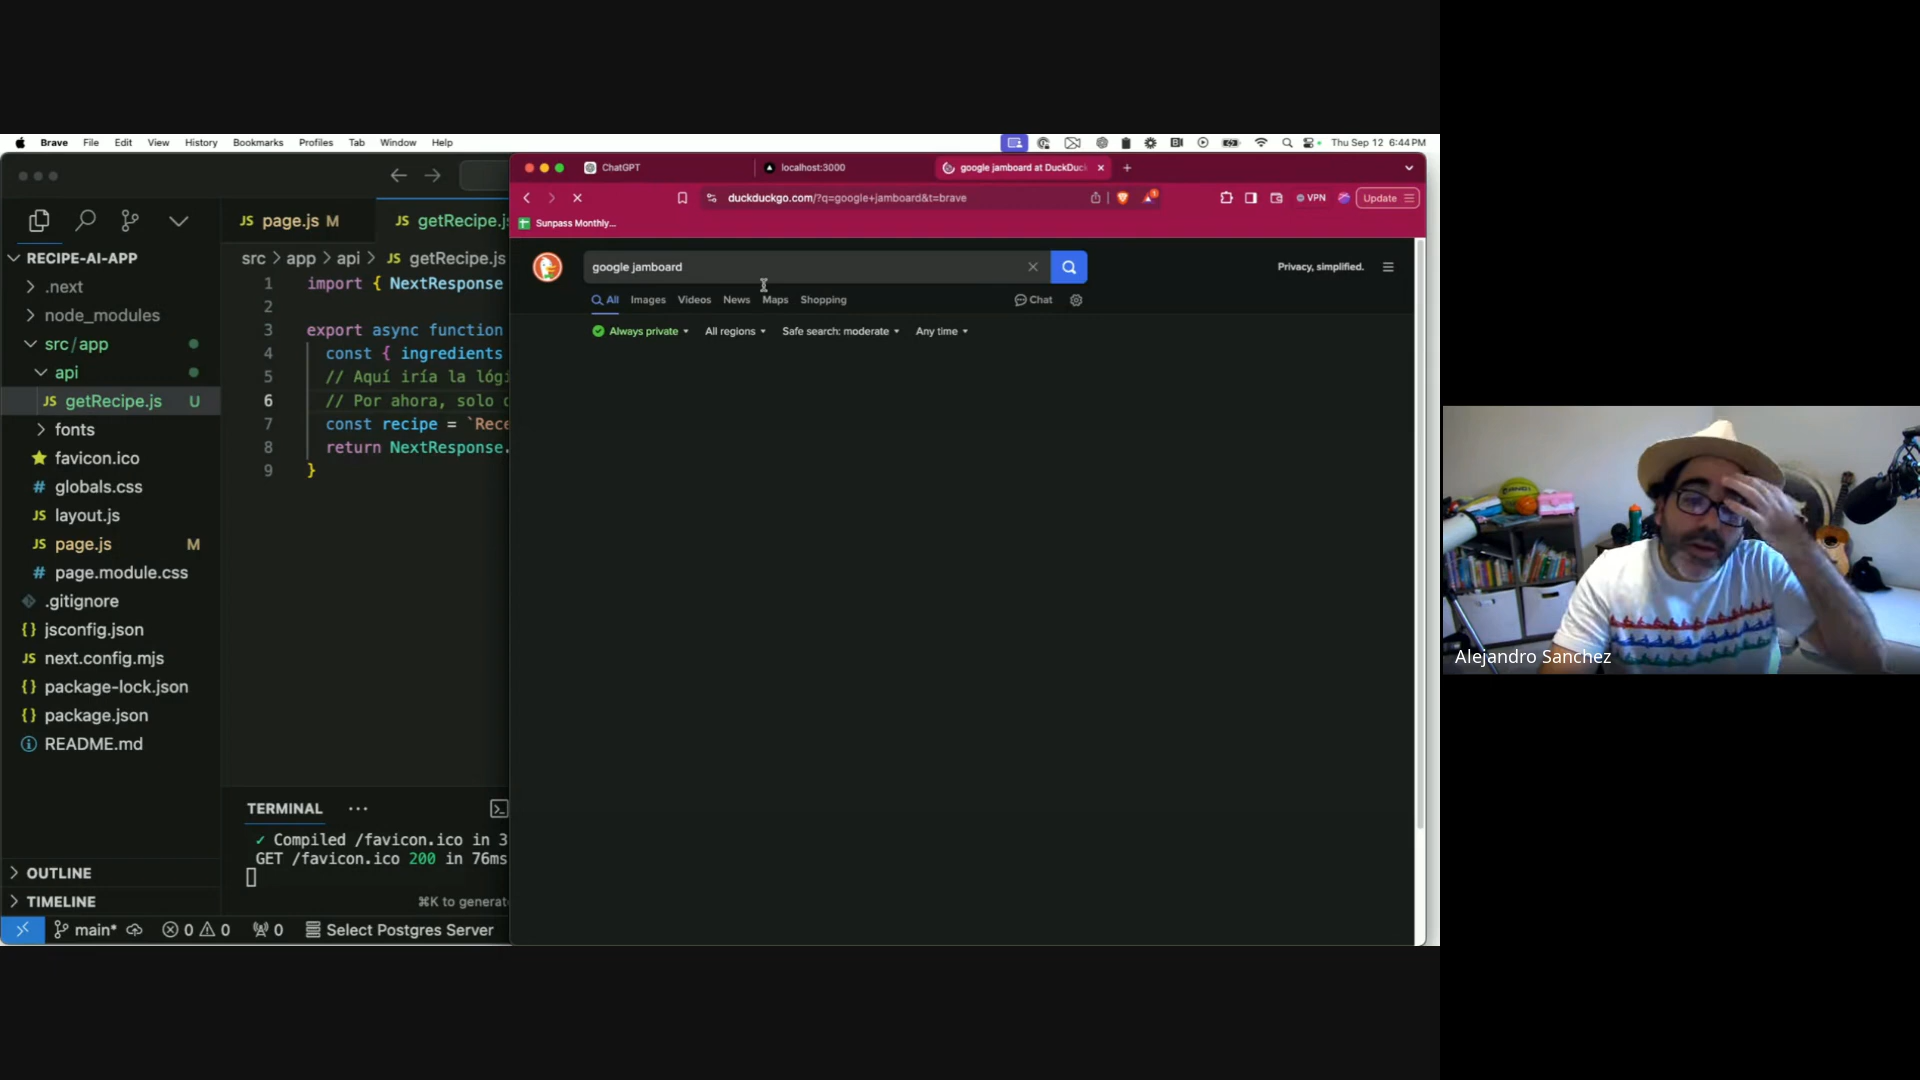 Brave File Edit View History Bookmarks Profiles Tab Window Help
Thu Sep 12 6:44PM
ChatGPT
localhost:3000
google jamboard at DuckDuc
duckduckgo.com/?q=google+jamboard&t=brave
VPN
Update
Sunpass Monthly...
google jamboard
Privacy, simplified.
All Images Videos News Maps Shopping
Chat
Always private
All regions
Safe search: moderate
Any time
page.js M
getRecipe.js
src > app > api > JS getRecipe.js
RECIPE-AI-APP
.next
node_modules
src/app
api
JS getRecipe.js U
fonts
favicon.ico
# globals.css
JS layout.js
JS page.js M
# page.module.css
.gitignore
{} jsconfig.json
JS next.config.mjs
{} package-lock.json
{} package.json
README.md
OUTLINE
TIMELINE
1 import { NextResponse
2
3 export async function
4 const { ingredients
5 // Aquí iría la lógi
6 // Por ahora, solo
7 const recipe = `Rece
8 return NextResponse.
9 }
TERMINAL
✓ Compiled /favicon.ico in 3
GET /favicon.ico 200 in 76ms
⌘K to generat
main*
0 0
0
Select Postgres Server
Alejandro Sanchez